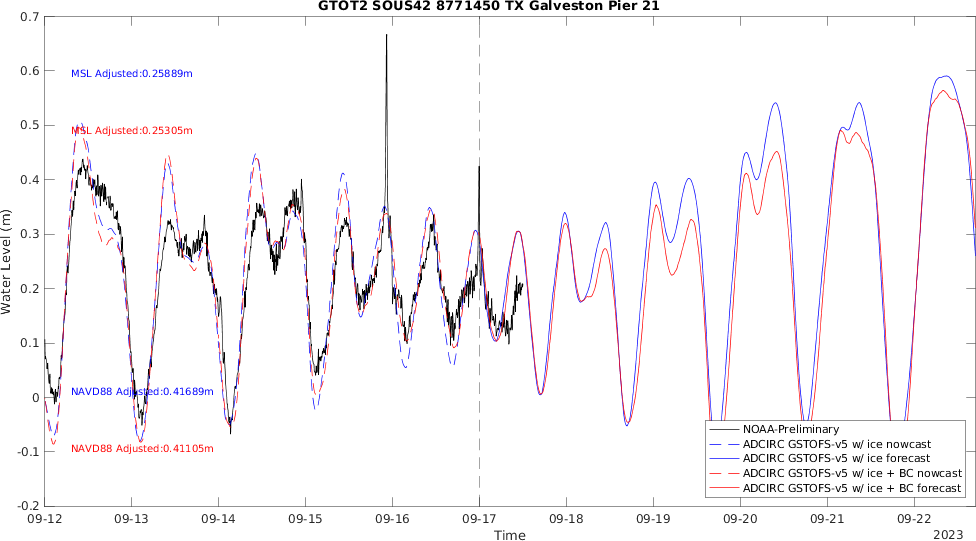 GTOT2 SOUS42 8771450 TX Galveston Pier 21
0.7
0.6
0.5
0.4
0.3
0.2
0.1
0
-0.1
-0.2
Water Level (m)
MSL Adjusted:0.25889m
MSL Adjusted:0.25305m
NAVD88 Adjusted:0.41689m
NAVD88 Adjusted:0.41105m
NOAA-Preliminary
ADCIRC GSTOFS-v5 w/ ice nowcast
ADCIRC GSTOFS-v5 w/ ice forecast
ADCIRC GSTOFS-v5 w/ ice + BC nowcast
ADCIRC GSTOFS-v5 w/ ice + BC forecast
09-12 09-13 09-14 09-15 09-16 09-17 09-18 09-19 09-20 09-21 09-22
Time
2023